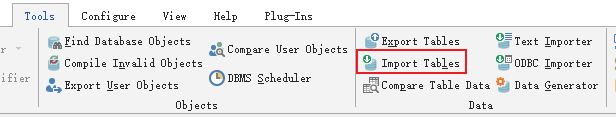 Tools Configure View Help Plug-Ins
Find Database Objects
Compile Invalid Objects
ifier
Export User Objects
Compare User Objects
DBMS Scheduler
Objects
Export Tables
Import Tables
Compare Table Data
Text Importer
ODBC Importer
Data Generator
Data